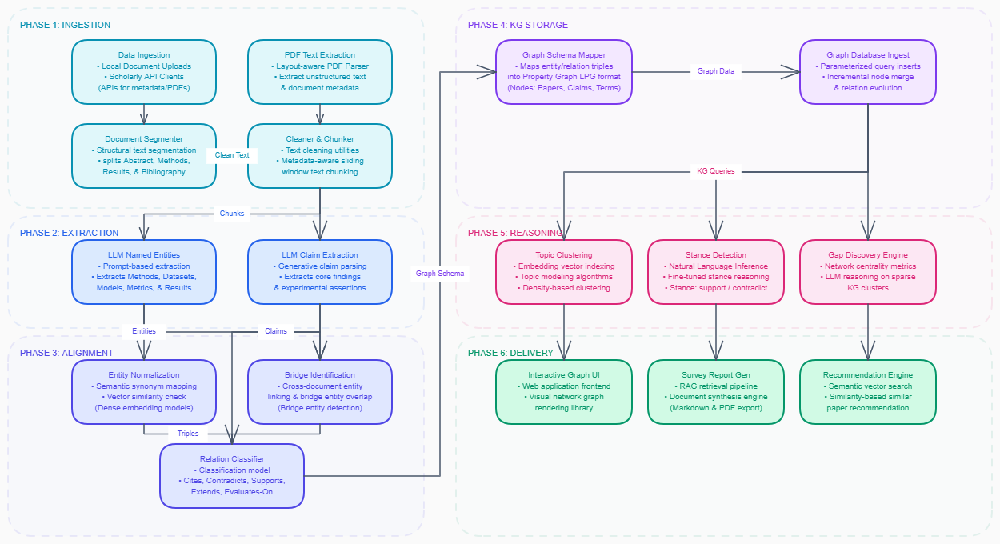 PHASE 1: INGESTION
Data Ingestion
• Local Document Uploads
• Scholarly API Clients
(APIs for metadata/PDFs)
PDF Text Extraction
• Layout-aware PDF Parser
• Extract unstructured text
& document metadata
Document Segmenter
• Structural text segmentation
• splits Abstract, Methods,
Results, & Bibliography
Clean Text
Cleaner & Chunker
• Text cleaning utilities
• Metadata-aware sliding
window text chunking
Chunks
PHASE 2: EXTRACTION
LLM Named Entities
• Prompt-based extraction
• Extracts Methods, Datasets,
Models, Metrics, & Results
LLM Claim Extraction
• Generative claim parsing
• Extracts core findings
& experimental assertions
Entities
Claims
PHASE 3: ALIGNMENT
Entity Normalization
• Semantic synonym mapping
• Vector similarity check
(Dense embedding models)
Bridge Identification
• Cross-document entity
linking & bridge entity overlap
(Bridge entity detection)
Triples
Relation Classifier
• Classification model
• Cites, Contradicts, Supports,
Extends, Evaluates-On
Graph Schema
PHASE 4: KG STORAGE
Graph Schema Mapper
• Maps entity/relation triples
into Property Graph LPG format
(Nodes: Papers, Claims, Terms)
Graph Data
Graph Database Ingest
• Parameterized query inserts
• Incremental node merge
& relation evolution
KG Queries
PHASE 5: REASONING
Topic Clustering
• Embedding vector indexing
• Topic modeling algorithms
• Density-based clustering
Stance Detection
• Natural Language Inference
• Fine-tuned stance reasoning
• Stance: support / contradict
Gap Discovery Engine
• Network centrality metrics
• LLM reasoning on sparse
KG clusters
PHASE 6: DELIVERY
Interactive Graph UI
• Web application frontend
• Visual network graph
rendering library
Survey Report Gen
• RAG retrieval pipeline
• Document synthesis engine
(Markdown & PDF export)
Recommendation Engine
• Semantic vector search
• Similarity-based similar
paper recommendation